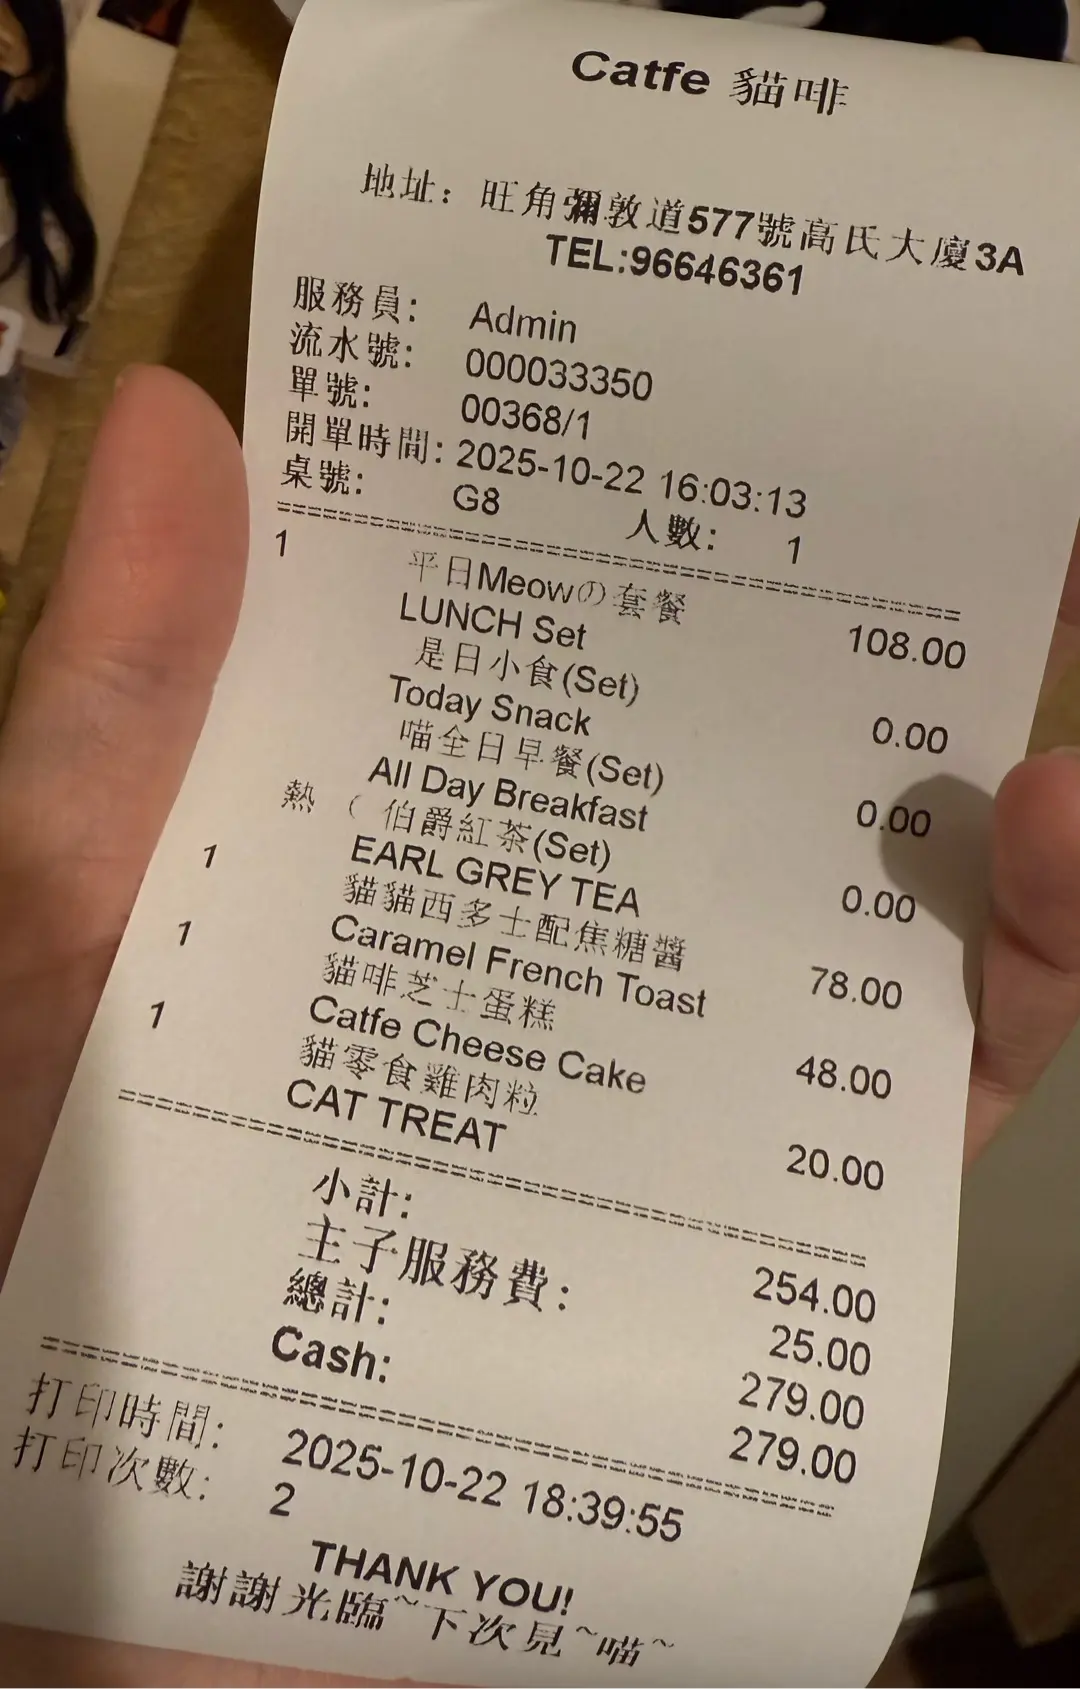 Catfe 貓啡
地址：旺角彌敦道577號高氏大廈3A
TEL:96646361
服務員: Admin
流水號: 000033350
單號: 00368/1
開單時間: 2025-10-22 16:03:13
桌號: G8 人數: 1
1 平日Meowの套餐
LUNCH Set 108.00
是日小食(Set)
Today Snack 0.00
喵全日早餐(Set)
All Day Breakfast 0.00
熱 ( 伯爵紅茶(Set)
EARL GREY TEA 0.00
1 貓貓西多士配焦糖醬
Caramel French Toast 78.00
1 貓啡芝士蛋糕
Catfe Cheese Cake 48.00
1 貓零食雞肉粒
CAT TREAT 20.00
小計: 254.00
主子服務費: 25.00
總計: 279.00
Cash: 279.00
打印時間: 2025-10-22 18:39:55
打印次數: 2
THANK YOU!
謝謝光臨~下次見~喵~